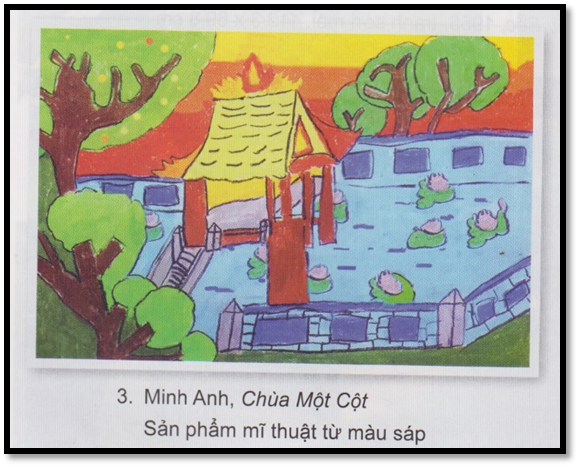 3. Minh Anh, Chùa Một Cột
Sản phẩm mĩ thuật từ màu sáp